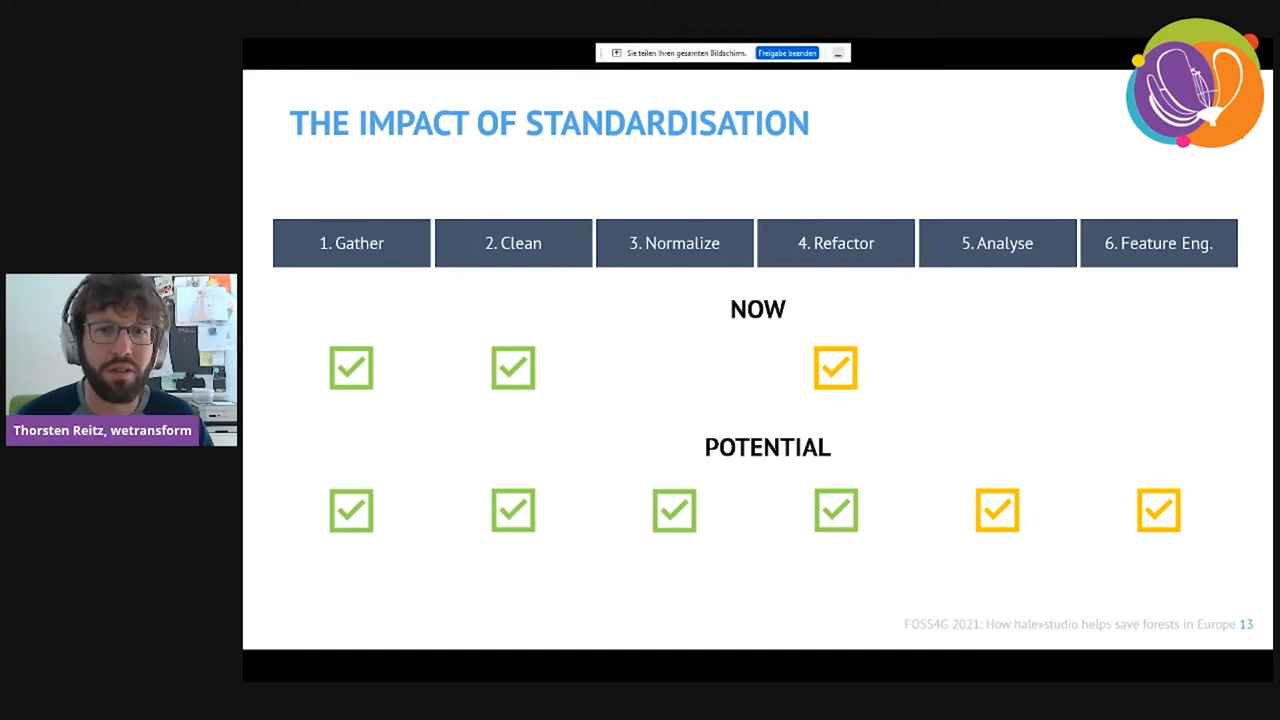 Sie teilen Ihren gesamten Bildschirm. Freigabe beenden
THE IMPACT OF STANDARDISATION
1. Gather 2. Clean 3. Normalize 4. Refactor 5. Analyse 6. Feature Eng.
NOW
Thorsten Reitz, wetransform
POTENTIAL
FOSS4G 2021: How hale»studio helps save forests in Europe 13